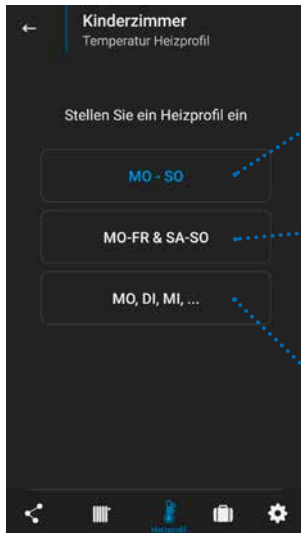 Kinderzimmer
Temperatur Heizprofil
Stellen Sie ein Heizprofil ein
MO - SO
MO-FR & SA-SO
MO, DI, MI, ...
Heizprofil